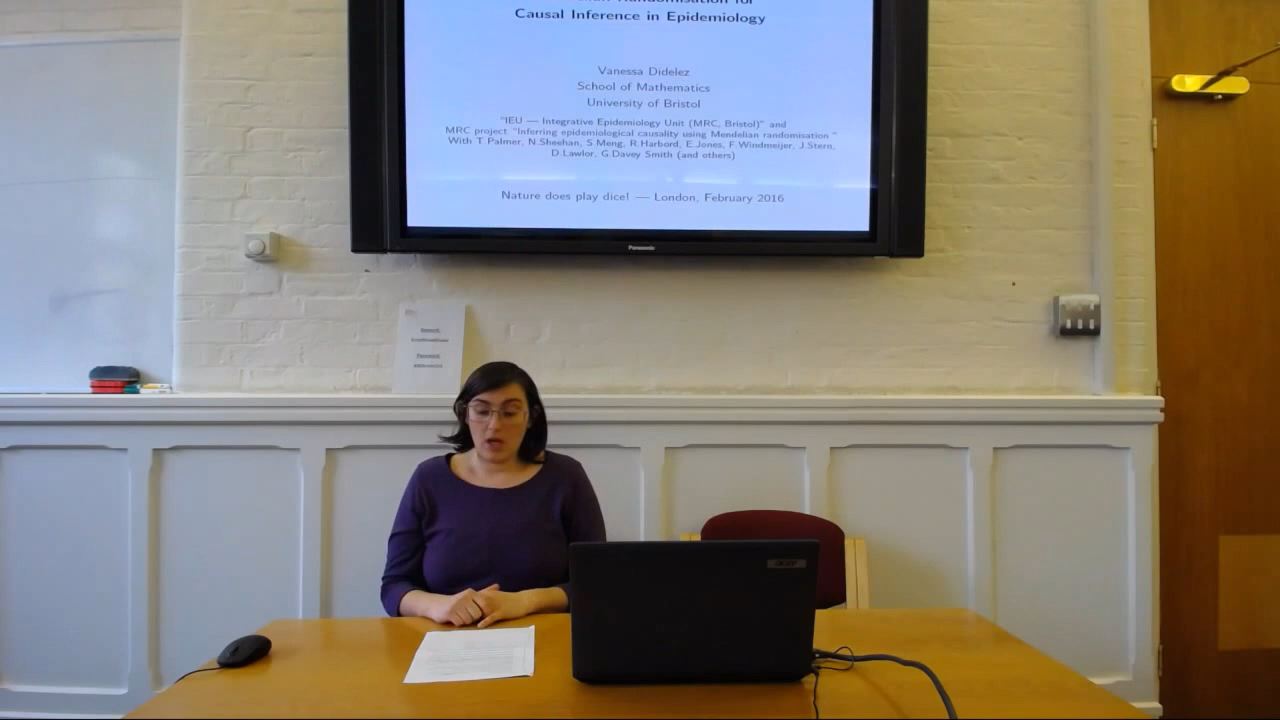 Causal Inference in Epidemiology
Vanessa Didelez
School of Mathematics
University of Bristol
"IEU — Integrative Epidemiology Unit (MRC, Bristol)" and
MRC project "Inferring epidemiological causality using Mendelian randomisation "
With T.Palmer, N.Sheehan, S.Meng, R.Harbord, E.Jones, F.Windmeijer, J.Stern,
D.Lawlor, G.Davey Smith (and others)
Nature does play dice! — London, February 2016
Panasonic
acer